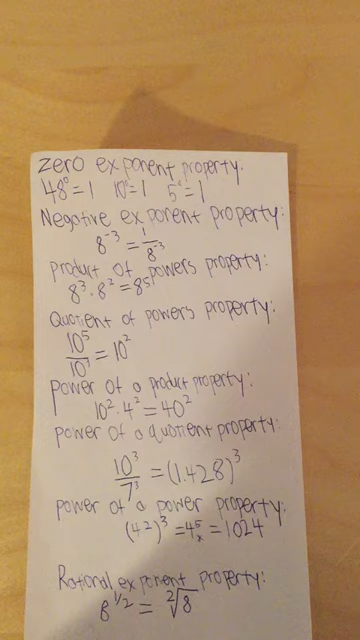 zero exponent property:
48⁰=1 10⁰=1 5⁰=1
Negative exponent property:
8⁻³ = 1/8⁻³
product of powers property:
8³·8²=8⁵
Quotient of powers property:
10⁵/10³=10²
power of a product property:
10²·4²=40²
power of a quotient property:
10³/7³=(1.428)³
power of a power property:
(42)³=4⁵=1024
Rational exponent property:
8^1/2=²√8